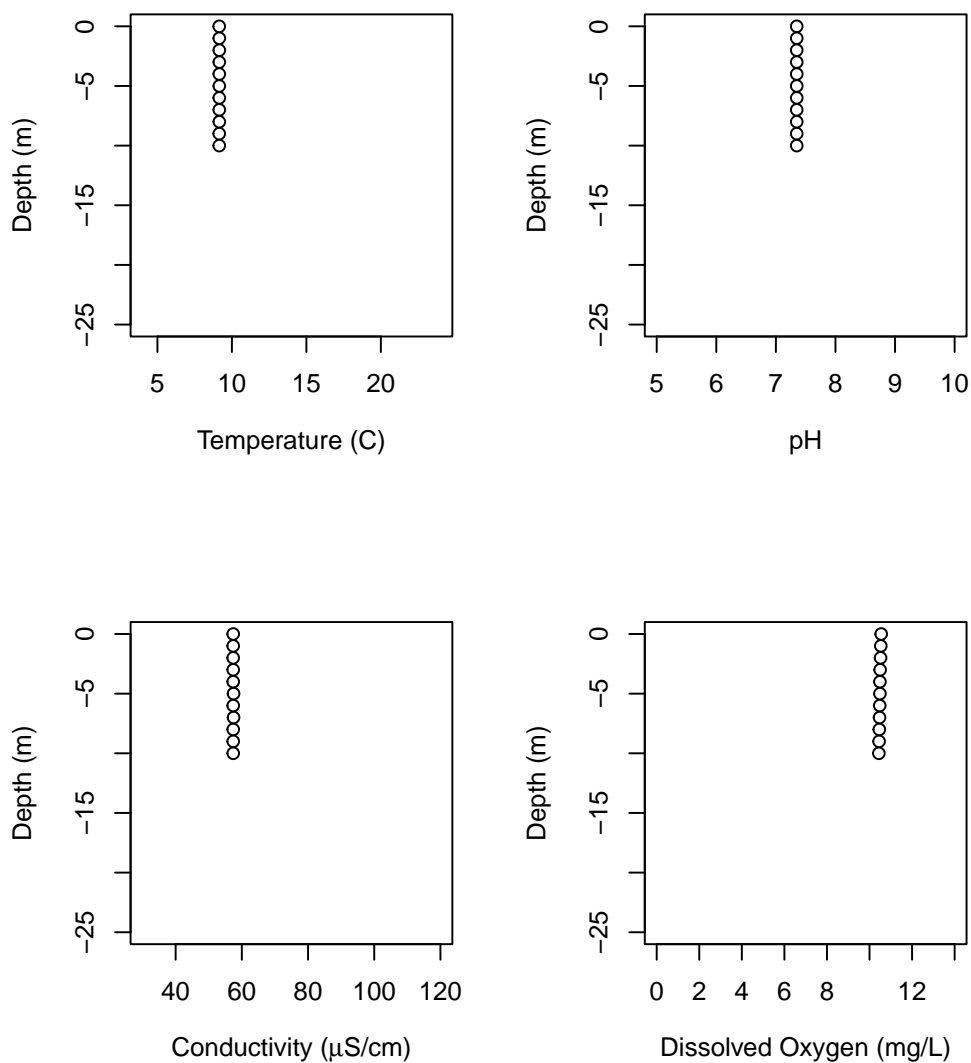 0
−5
−15
−25
Depth (m)
5 10 15 20
Temperature (C)
0
−5
−15
−25
Depth (m)
5 6 7 8 9 10
pH
0
−5
−15
−25
Depth (m)
40 60 80 100 120
Conductivity (µS/cm)
0
−5
−15
−25
Depth (m)
0 2 4 6 8 12
Dissolved Oxygen (mg/L)